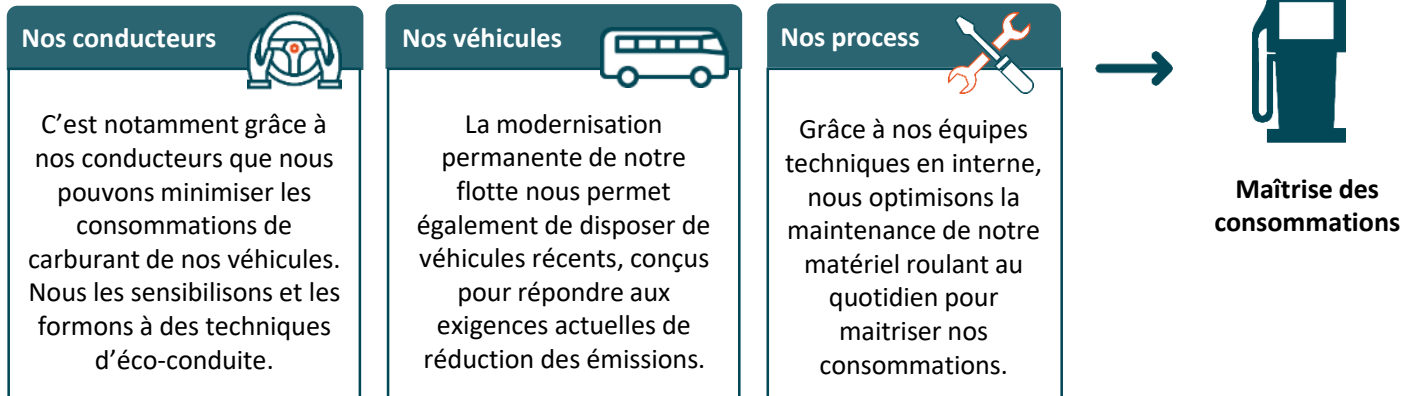 Nos conducteurs
C’est notamment grâce à
nos conducteurs que nous
pouvons minimiser les
consommations de
carburant de nos véhicules.
Nous les sensibilisons et les
formons à des techniques
d’éco-conduite.
Nos véhicules
La modernisation
permanente de notre
flotte nous permet
également de disposer de
véhicules récents, conçus
pour répondre aux
exigences actuelles de
réduction des émissions.
Nos process
Grâce à nos équipes
techniques en interne,
nous optimisons la
maintenance de notre
matériel roulant au
quotidien pour
maitriser nos
consommations.
Maîtrise des
consommations